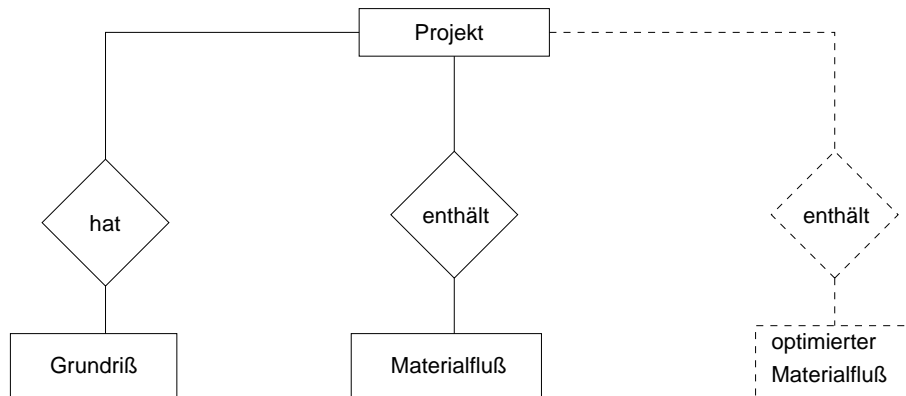 Projekt
hat
enthält
enthält
Grundriß
Materialfluß
optimierter
Materialfluß